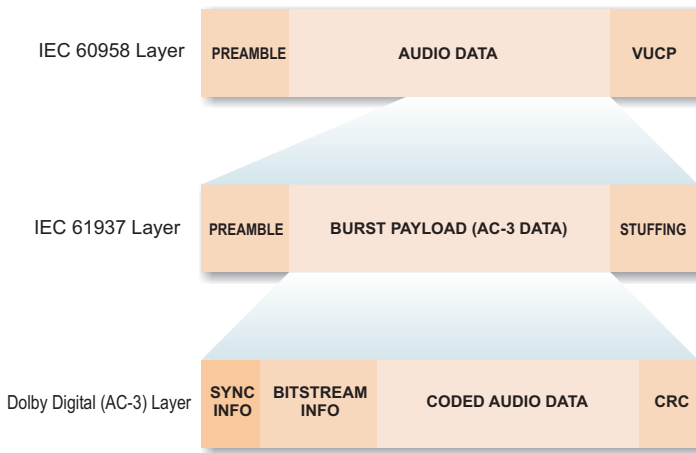 IEC 60958 Layer
PREAMBLE
AUDIO DATA
VUCP
IEC 61937 Layer
PREAMBLE
BURST PAYLOAD (AC-3 DATA)
STUFFING
Dolby Digital (AC-3) Layer
SYNC
INFO
BITSTREAM
INFO
CODED AUDIO DATA
CRC